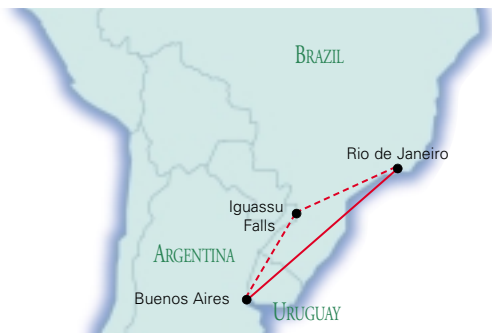 BRAZIL
Rio de Janeiro
Iguassu
Falls
ARGENTINA
Buenos Aires
URUGUAY